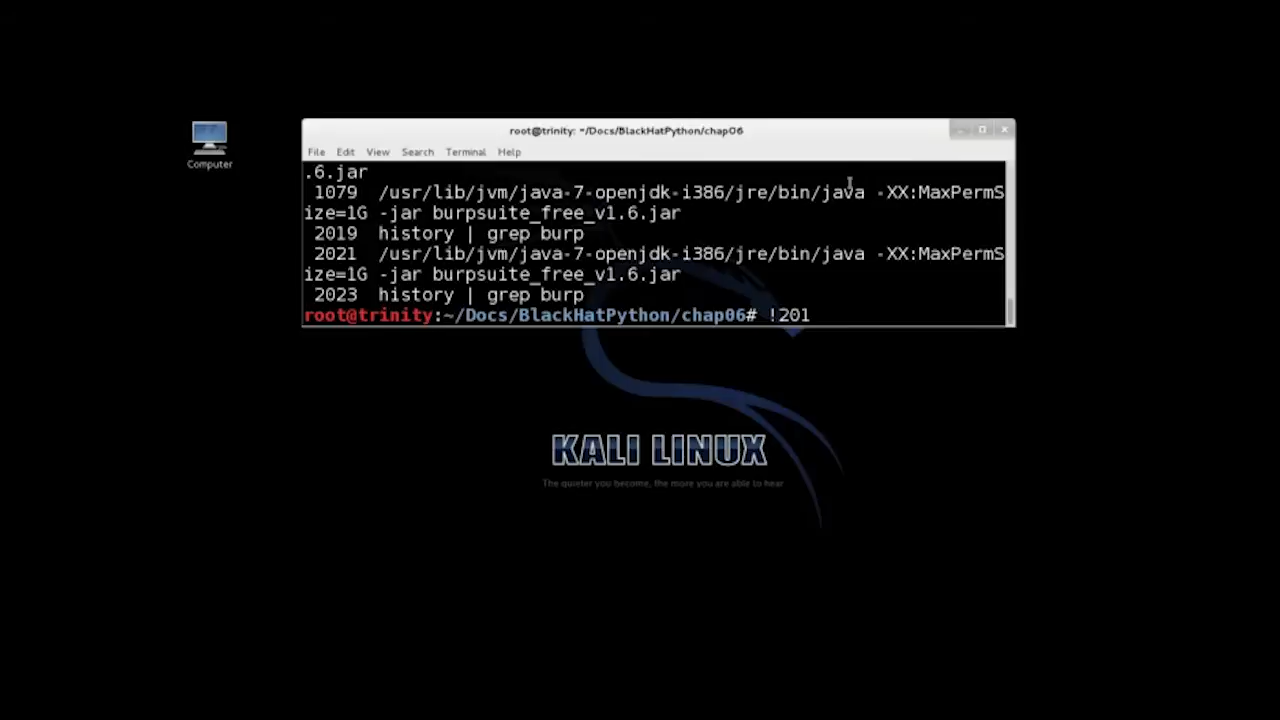 root@trinity: ~/Docs/BlackHatPython/chap06
Computer
File Edit View Search Terminal Help
.6.jar
1079 /usr/lib/jvm/java-7-openjdk-i386/jre/bin/java -XX:MaxPermS
ize=1G -jar burpsuite_free_v1.6.jar
2019 history | grep burp
2021 /usr/lib/jvm/java-7-openjdk-i386/jre/bin/java -XX:MaxPermS
ize=1G -jar burpsuite_free_v1.6.jar
2023 history | grep burp
root@trinity:~/Docs/BlackHatPython/chap06# !201
KALI LINUX
The quieter you become, the more you are able to hear